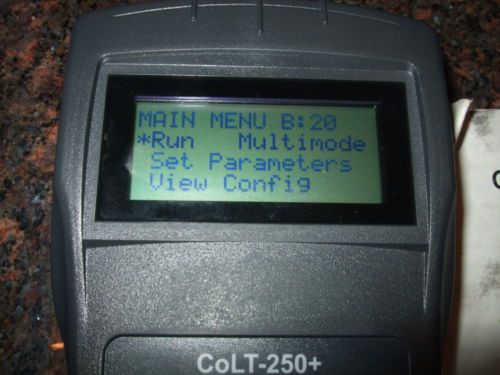 MAIN MENU B:20
*Run Multimode
Set Parameters
View Config
CoLT-250+